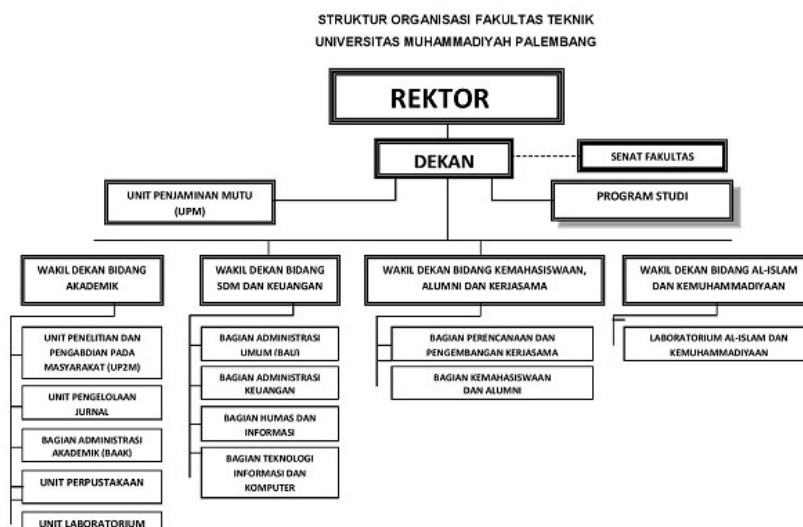 STRUKTUR ORGANISASI FAKULTAS TEKNIK
UNIVERSITAS MUHAMMADIYAH PALEMBANG
REKTOR
DEKAN
SENAT FAKULTAS
UNIT PENJAMINAN MUTU
(UPM)
PROGRAM STUDI
WAKIL DEKAN BIDANG
AKADEMIK
WAKIL DEKAN BIDANG
SDM DAN KEUANGAN
WAKIL DEKAN BIDANG KEMAHASISWAAN,
ALUMNI DAN KERJASAMA
WAKIL DEKAN BIDANG AL-ISLAM
DAN KEMUHAMMADIYAAN
UNIT PENELITIAN DAN
PENGABDIAN PADA
MASYARAKAT (UP2M)
UNIT PENGELOLAAN
JURNAL
BAGIAN ADMINISTRASI
AKADEMIK (BAAK)
UNIT PERPUSTAKAAN
UNIT LABORATORIUM
BAGIAN ADMINISTRASI
UMUM (BAU)
BAGIAN ADMINISTRASI
KEUANGAN
BAGIAN HUMAS DAN
INFORMASI
BAGIAN TEKNOLOGI
INFORMASI DAN
KOMPUTER
BAGIAN PERENCANAAN DAN
PENGEMBANGAN KERJASAMA
BAGIAN KEMAHASISWAAN
DAN ALUMNI
LABORATORIUM AL-ISLAM DAN
KEMUHAMMADIYAAN